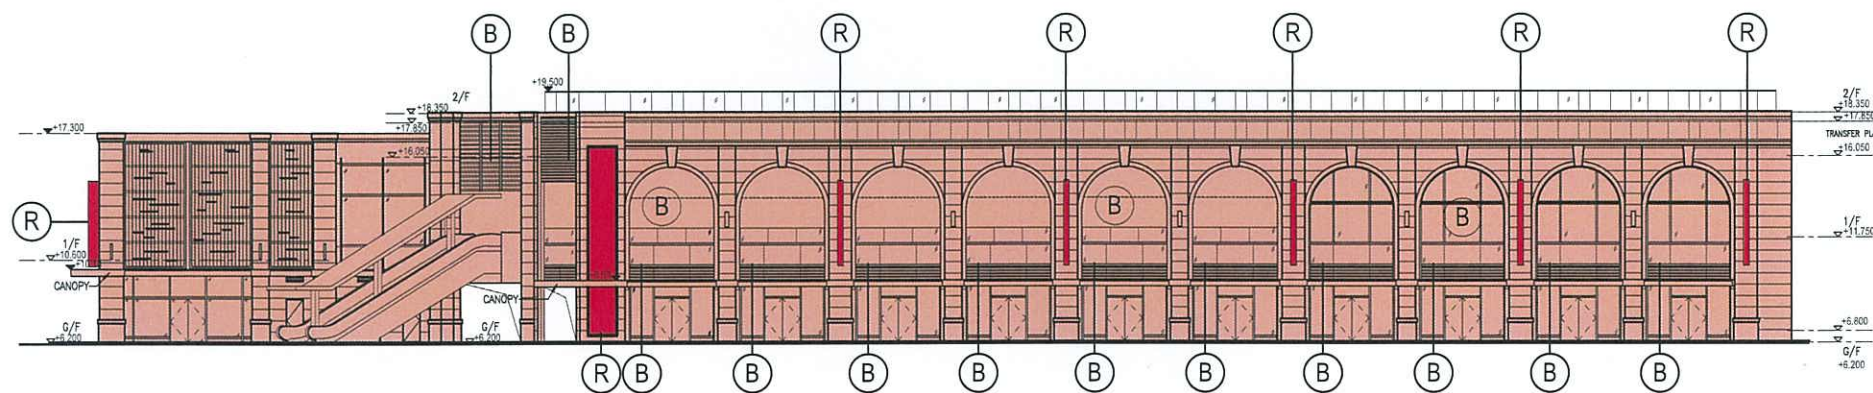 B B R R R R R
+19.500
2/F
+18.350
+17.850
+17.300
+16.050
2/F
+18.350
+17.850
TRANSFER PL
+16.050
B B B
R
1/F
+10.600
1/F
+11.750
CANOPY
CANOPY
G/F
+6.200
G/F
+6.200
+6.800
G/F
+6.200
R B B B B B B B B B B